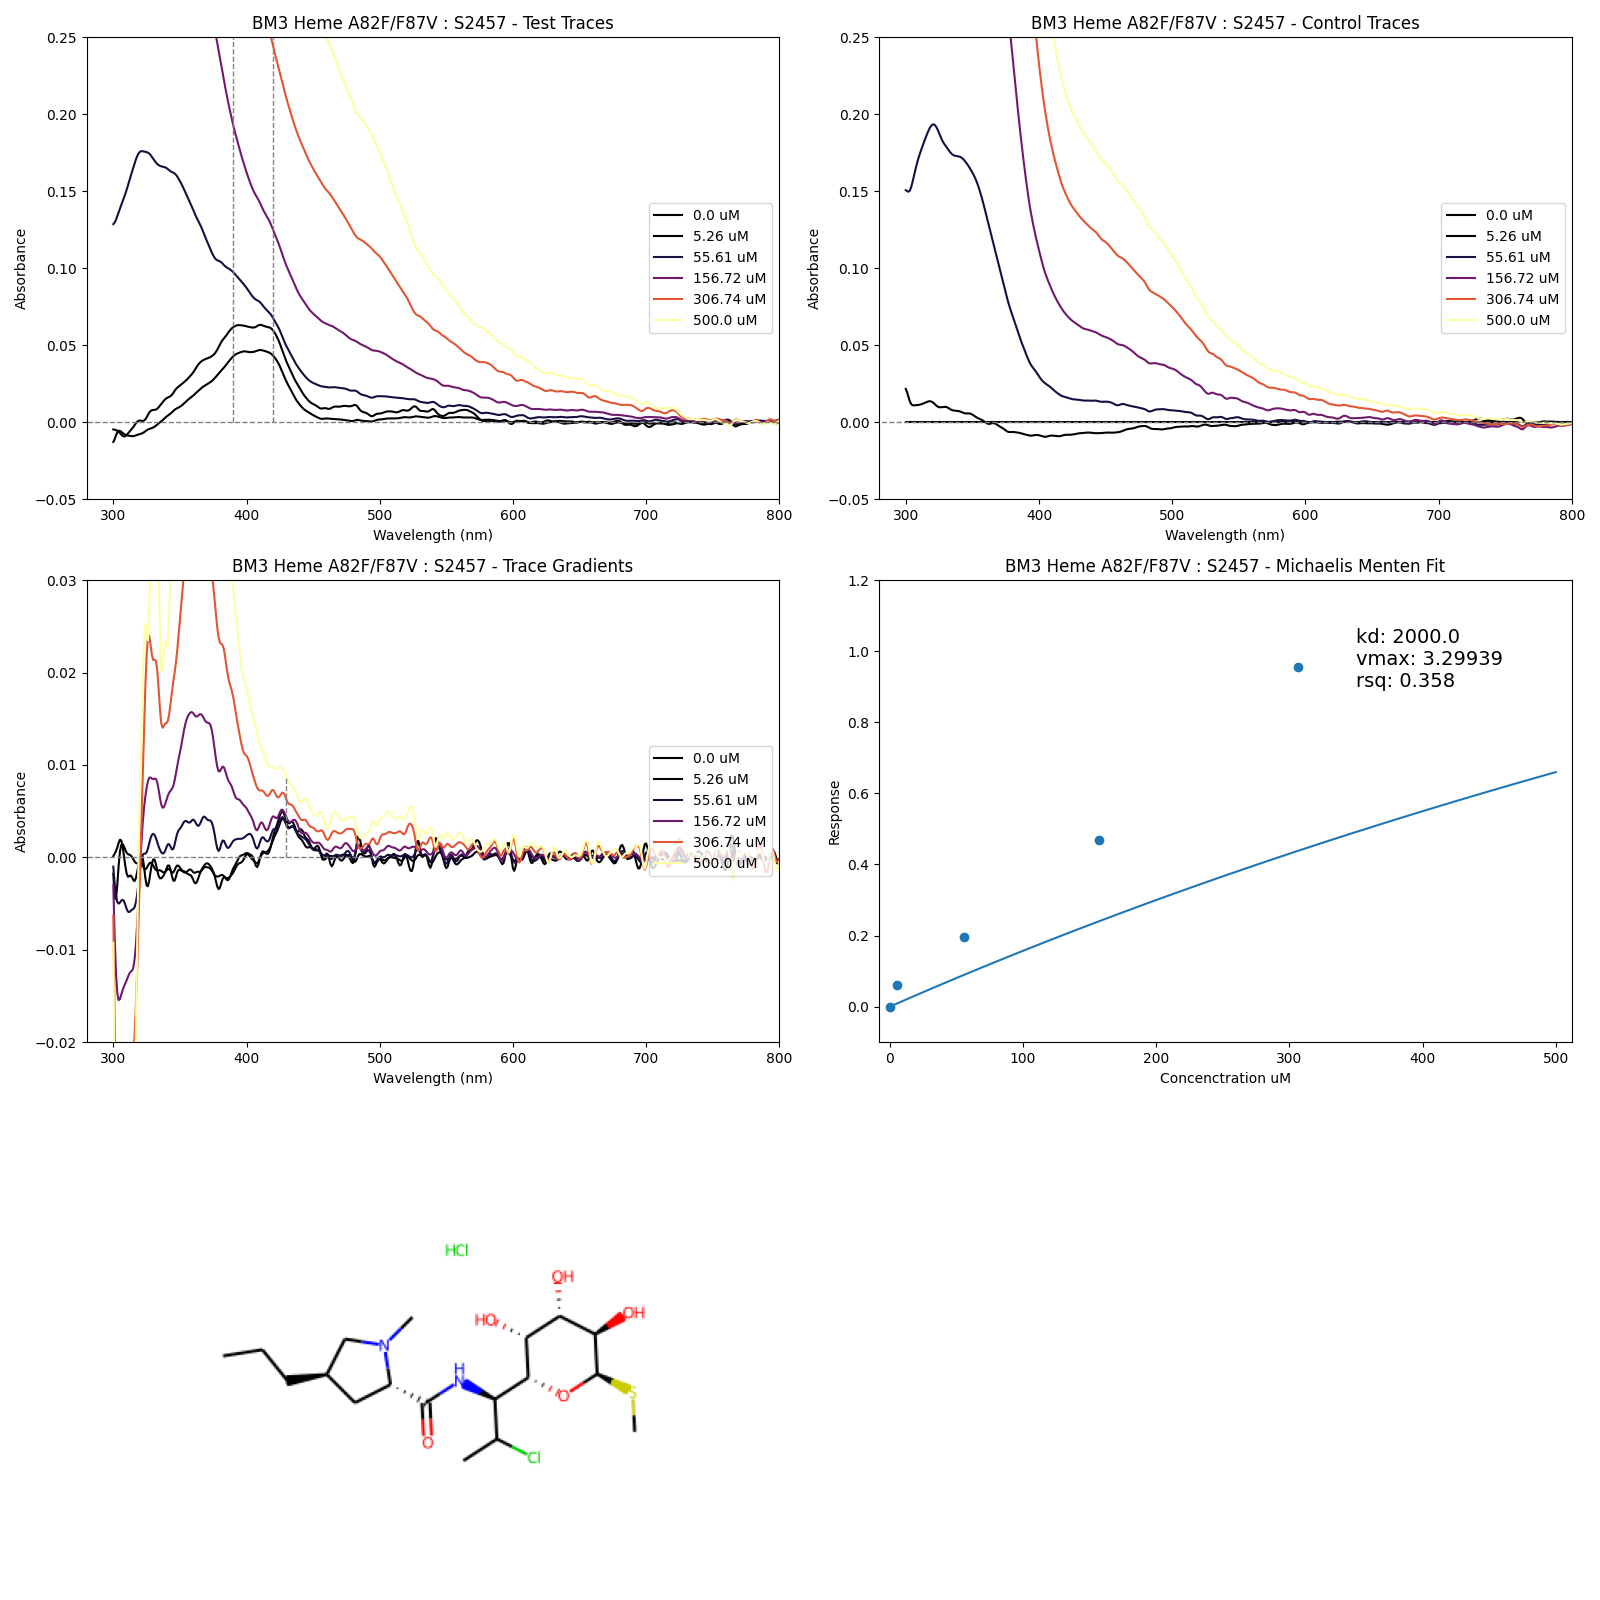 BM3 Heme A82F/F87V : S2457 - Test Traces
0.25
0.20
0.15
0.10
0.05
0.00
−0.05
Absorbance
300
400
500
600
700
800
Wavelength (nm)
0.0 uM
5.26 uM
55.61 uM
156.72 uM
306.74 uM
500.0 uM
BM3 Heme A82F/F87V : S2457 - Control Traces
0.25
0.20
0.15
0.10
0.05
0.00
−0.05
Absorbance
300
400
500
600
700
800
Wavelength (nm)
0.0 uM
5.26 uM
55.61 uM
156.72 uM
306.74 uM
500.0 uM
BM3 Heme A82F/F87V : S2457 - Trace Gradients
0.03
0.02
0.01
0.00
−0.01
−0.02
Absorbance
300
400
500
600
700
800
Wavelength (nm)
0.0 uM
5.26 uM
55.61 uM
156.72 uM
306.74 uM
500.0 uM
BM3 Heme A82F/F87V : S2457 - Michaelis Menten Fit
1.2
1.0
0.8
0.6
0.4
0.2
0.0
Response
0
100
200
300
400
500
Concenctration uM
kd: 2000.0
vmax: 3.29939
rsq: 0.358
HCl
OH
HO
OH
N
H
N
O
S
O
Cl